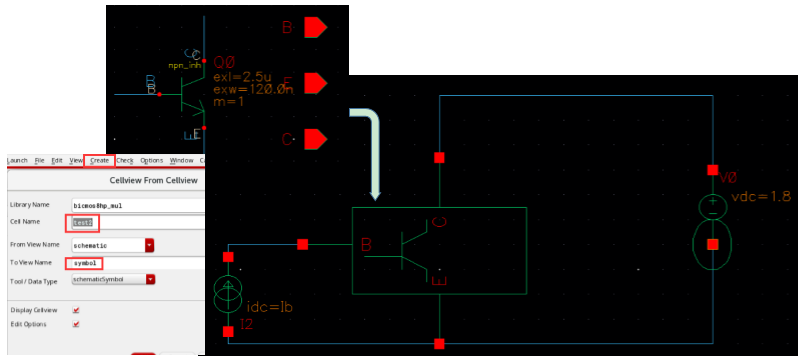 B
C
C
Q0
npn_inh
exl=2.5u
E
B
B
exw=120.0n
m=1
E
E
C
Launch File Edit View Create Check Options Window
Cellview From Cellview
Library Name bicmos8hp_mul
Cell Name test2
From View Name schematic
To View Name symbol
Tool / Data Type schematicSymbol
Display Cellview
Edit Options
V0
vdc=1.8
C
B
E
idc=Ib
I2